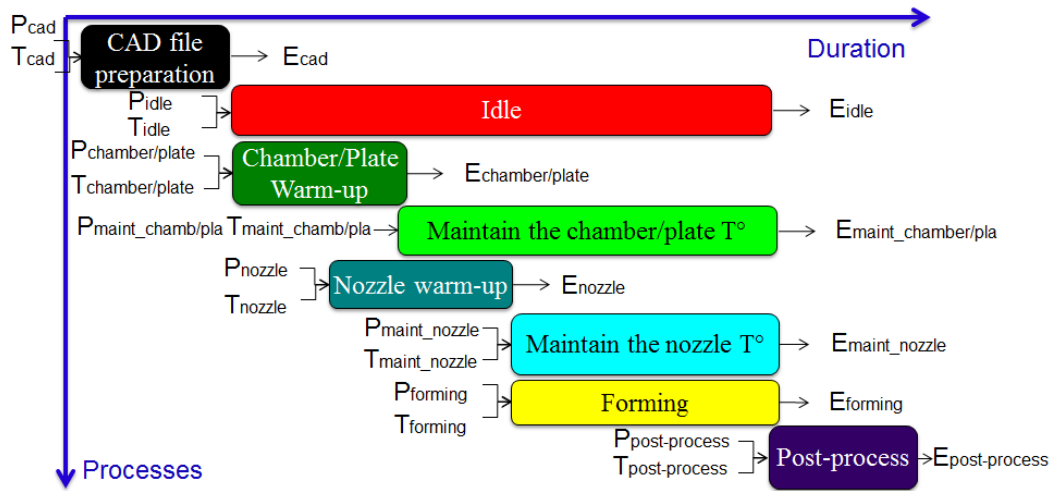 Pcad
Tcad
CAD file
preparation
Ecad
Duration
Pidle
Tidle
Idle
Eidle
Pchamber/plate
Tchamber/plate
Chamber/Plate
Warm-up
Echamber/plate
Pmaint_chamb/pla Tmaint_chamb/pla
Maintain the chamber/plate T°
Emaint_chamber/pla
Pnozzle
Tnozzle
Nozzle warm-up
Enozzle
Pmaint_nozzle
Tmaint_nozzle
Maintain the nozzle T°
Emaint_nozzle
Pforming
Tforming
Forming
Eforming
Ppost-process
Tpost-process
Post-process
Epost-process
Processes